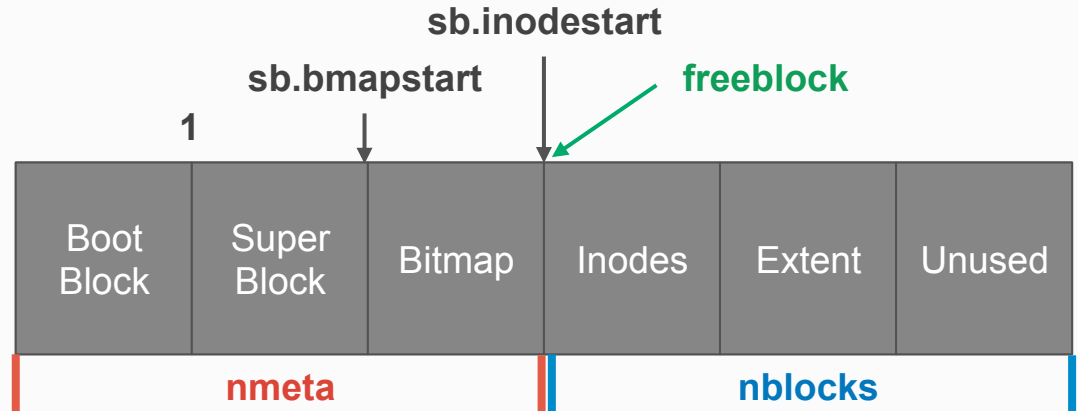 sb.inodestart
sb.bmapstart
freeblock
1
Boot
Block
Super
Block
Bitmap
Inodes
Extent
Unused
nmeta
nblocks